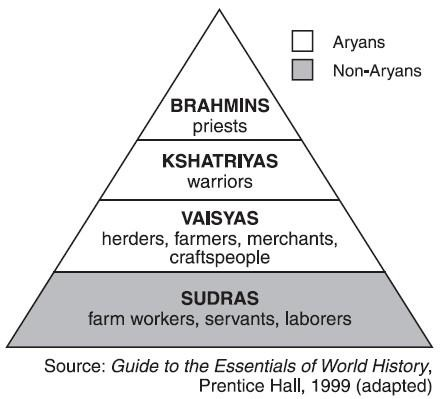 Aryans
Non-Aryans
BRAHMINS
priests
KSHATRIYAS
warriors
VAISYAS
herders, farmers, merchants,
craftspeople
SUDRAS
farm workers, servants, laborers
Source: Guide to the Essentials of World History,
Prentice Hall, 1999 (adapted)